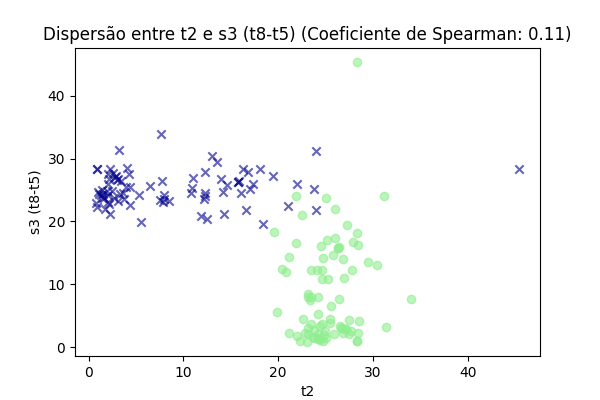 Dispersão entre t2 e s3 (t8-t5) (Coeficiente de Spearman: 0.11)
40
30
20
10
0
s3 (t8-t5)
0 10 20 30 40
t2